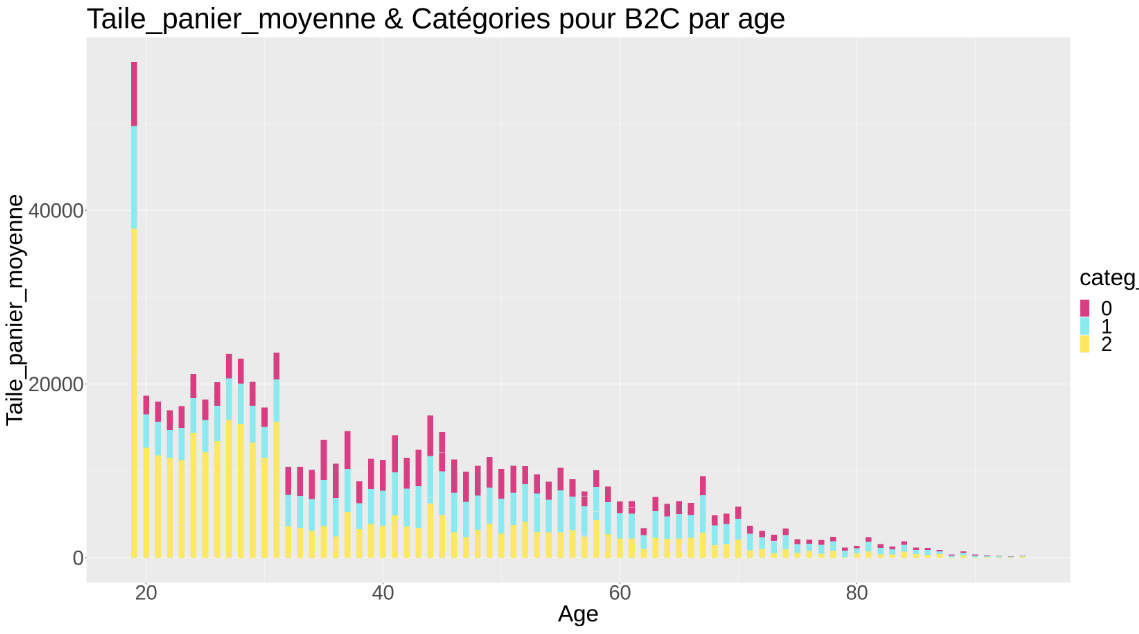 Taile_panier_moyenne & Catégories pour B2C par age
Taile_panier_moyenne
40000
20000
0
20
40
60
80
Age
categ_
0
1
2